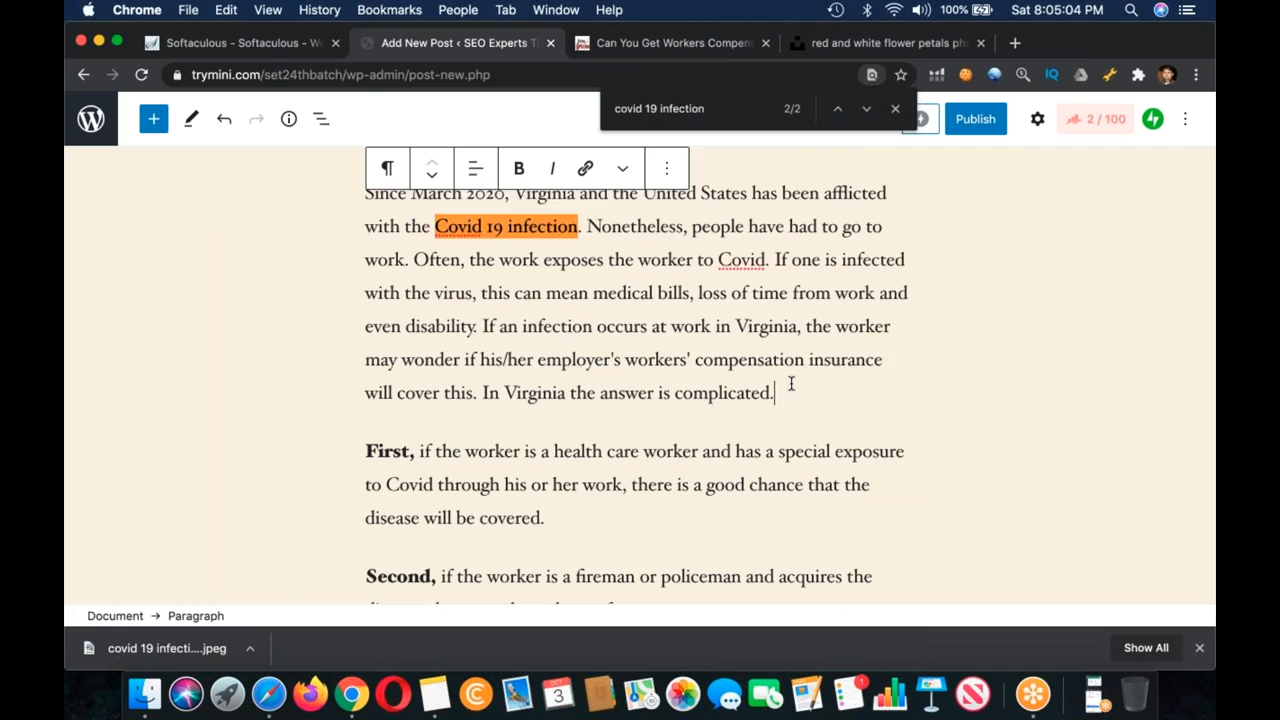 Chrome File Edit View History Bookmarks People Tab Window Help 100% Sat 8:05:04 PM
Softaculous - Softaculous - W
Add New Post ‹ SEO Experts T
Can You Get Workers Compens
red and white flower petals ph
trymini.com/set24thbatch/wp-admin/post-new.php
IQ
covid 19 infection 2/2
Publish
2 / 100
B I
Since March 2020, Virginia and the United States has been afflicted
with the Covid 19 infection. Nonetheless, people have had to go to
work. Often, the work exposes the worker to Covid. If one is infected
with the virus, this can mean medical bills, loss of time from work and
even disability. If an infection occurs at work in Virginia, the worker
may wonder if his/her employer's workers' compensation insurance
will cover this. In Virginia the answer is complicated.
First, if the worker is a health care worker and has a special exposure
to Covid through his or her work, there is a good chance that the
disease will be covered.
Second, if the worker is a fireman or policeman and acquires the
Document → Paragraph
covid 19 infecti....jpeg
Show All
OCT
3
1